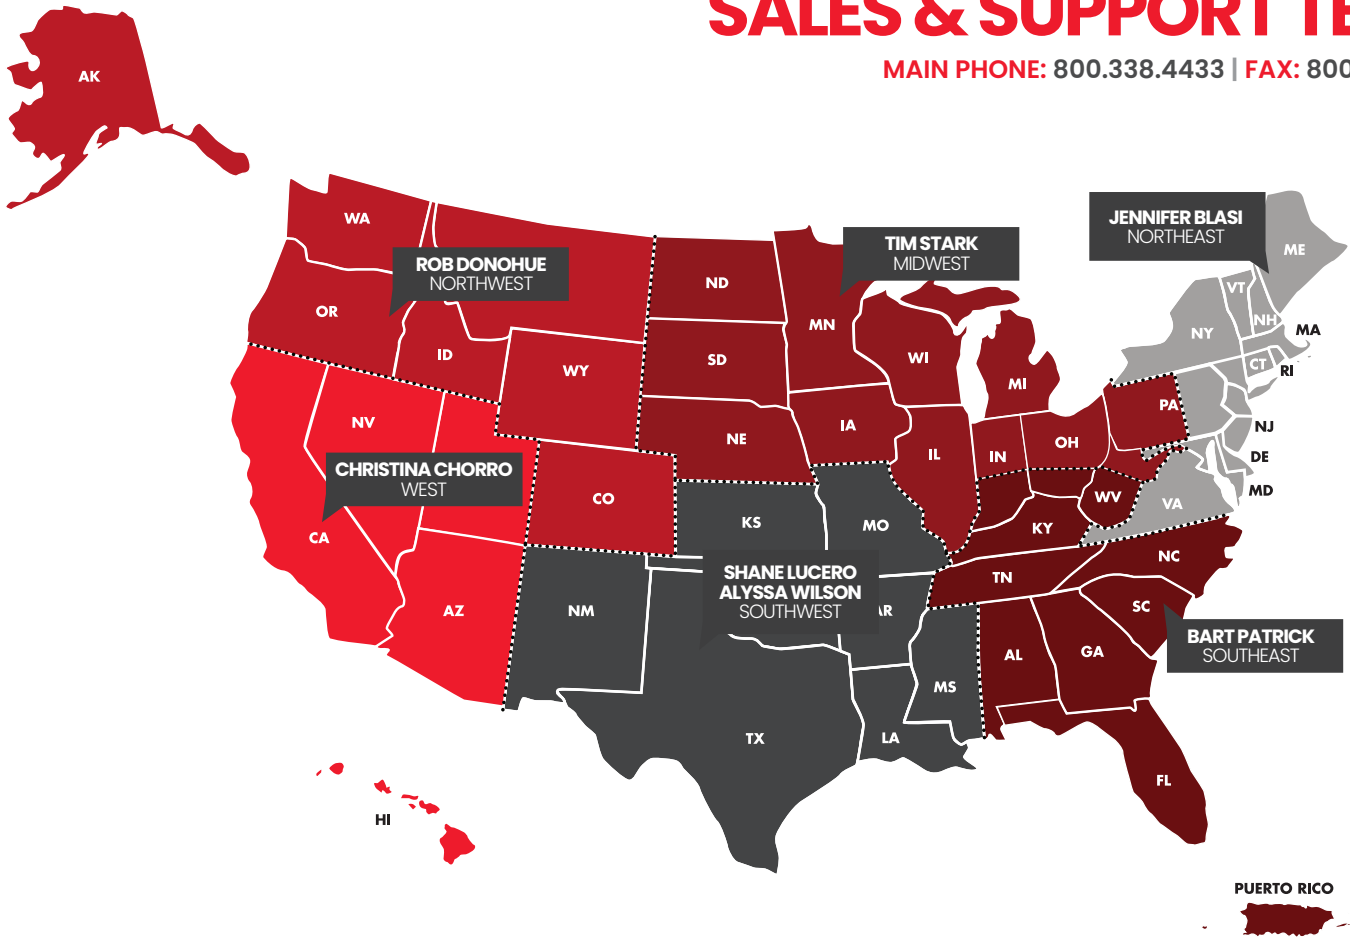 SALES & SUPPORT TE
MAIN PHONE: 800.338.4433 | FAX: 800
AK
WA
ROB DONOHUE
NORTHWEST
OR
ID
WY
ND
SD
NE
MN
TIM STARK
MIDWEST
WI
MI
IA
IL
IN
OH
PA
JENNIFER BLASI
NORTHEAST
ME
VT
NH
NY
MA
CT
RI
NJ
DE
MD
VA
WV
KY
NV
CHRISTINA CHORRO
WEST
CA
AZ
CO
KS
MO
SHANE LUCERO
ALYSSA WILSON
SOUTHWEST
NM
AR
TX
LA
MS
TN
NC
SC
BART PATRICK
SOUTHEAST
AL
GA
FL
HI
PUERTO RICO